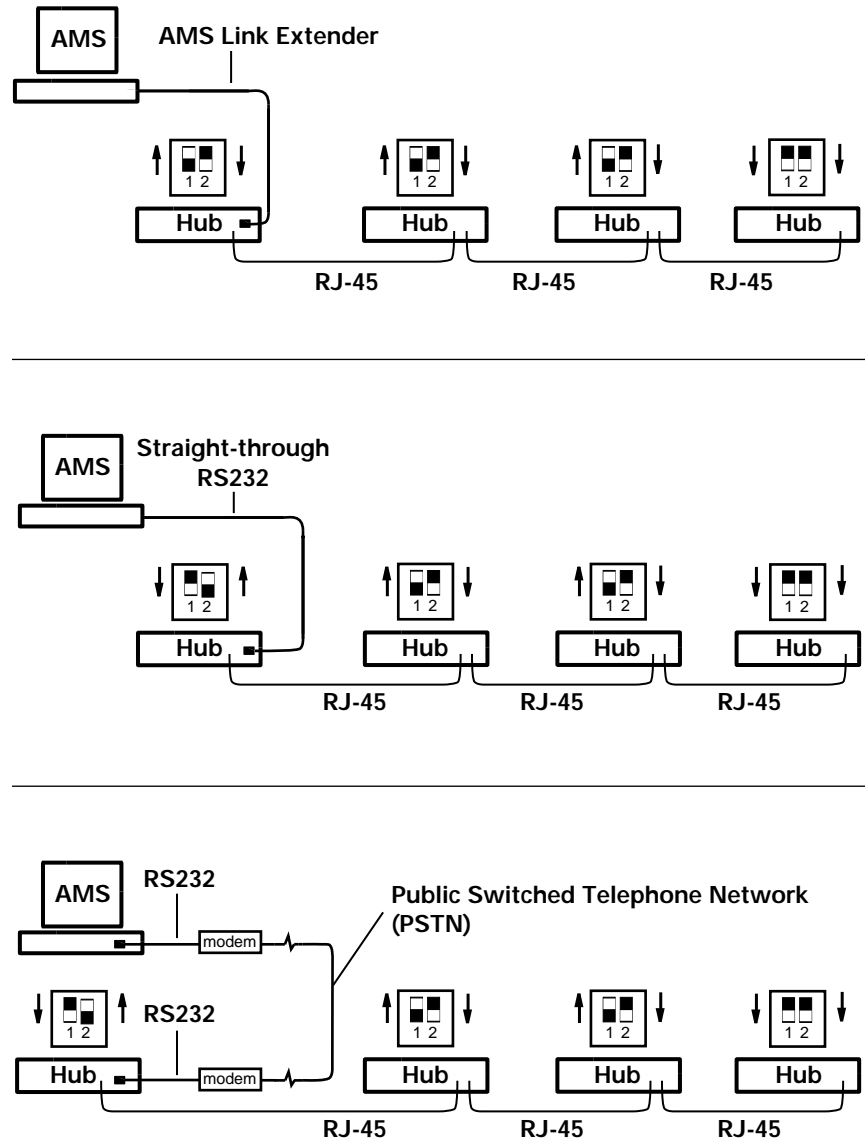 AMS
AMS Link Extender
1 2
1 2
1 2
1 2
Hub
Hub
Hub
Hub
RJ-45
RJ-45
RJ-45
AMS
Straight-through
RS232
1 2
1 2
1 2
1 2
Hub
Hub
Hub
Hub
RJ-45
RJ-45
RJ-45
AMS
RS232
Public Switched Telephone Network
(PSTN)
modem
1 2
RS232
1 2
1 2
1 2
Hub
modem
Hub
Hub
Hub
RJ-45
RJ-45
RJ-45